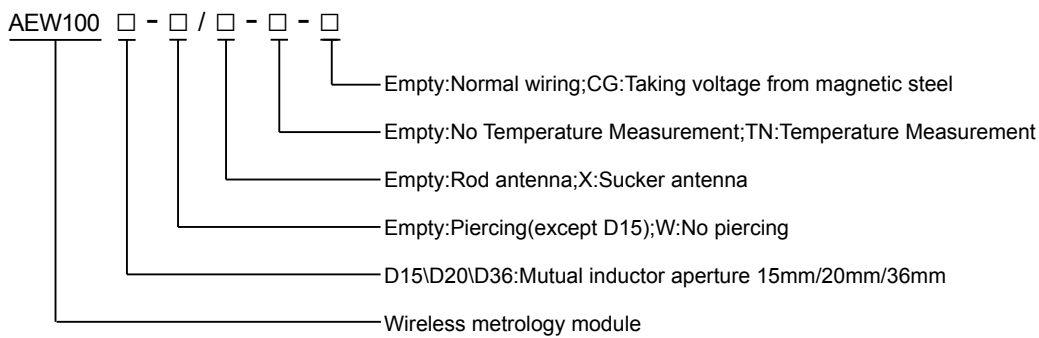 AEW100 □ - □ / □ - □ - □
Empty:Normal wiring;CG:Taking voltage from magnetic steel
Empty:No Temperature Measurement;TN:Temperature Measurement
Empty:Rod antenna;X:Sucker antenna
Empty:Piercing(except D15);W:No piercing
D15\D20\D36:Mutual inductor aperture 15mm/20mm/36mm
Wireless metrology module